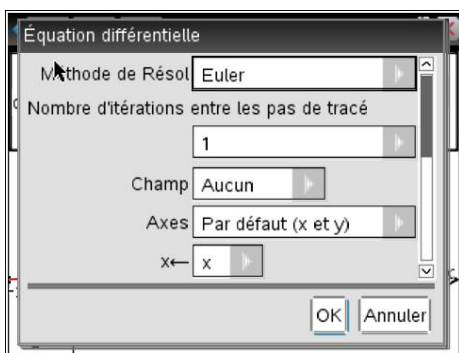 Équation différentielle
Méthode de Résol Euler
Nombre d'itérations entre les pas de tracé
1
Champ Aucun
Axes Par défaut (x et y)
x← x
OK Annuler